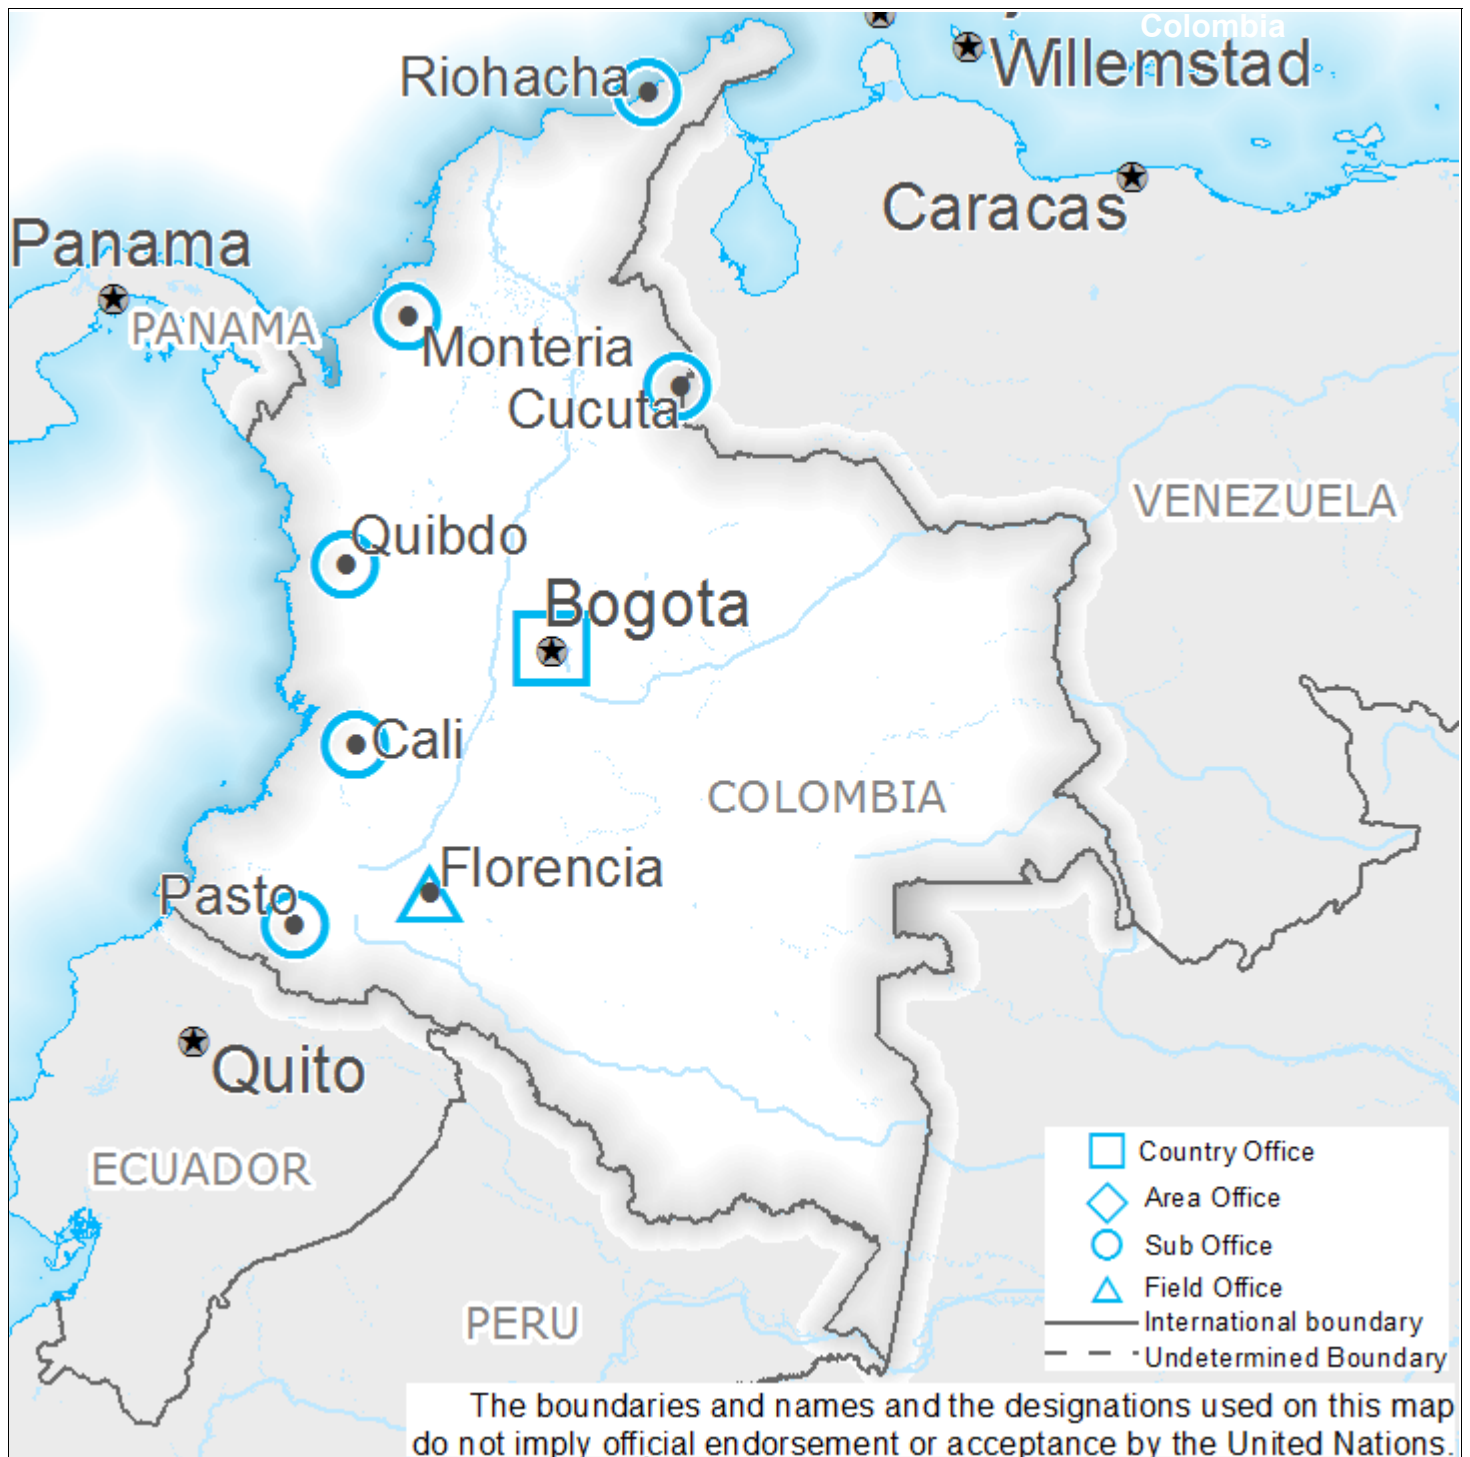 Colombia
Willemstad
Riohacha
Caracas
Panama
PANAMA
Monteria
Cucuta
VENEZUELA
Quibdo
Bogota
Cali
COLOMBIA
Florencia
Pasto
Quito
ECUADOR
PERU
Country Office
Area Office
Sub Office
Field Office
International boundary
Undetermined Boundary
The boundaries and names and the designations used on this map
do not imply official endorsement or acceptance by the United Nations.